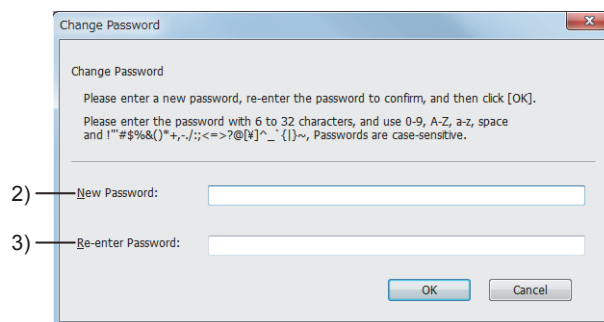 Change Password
Change Password
Please enter a new password, re-enter the password to confirm, and then click [OK].
Please enter the password with 6 to 32 characters, and use 0-9, A-Z, a-z, space
and !"'#$%&()*+,-./:;<=>?@[¥]^_`{|}~, Passwords are case-sensitive.
2) New Password:
3) Re-enter Password:
OK Cancel